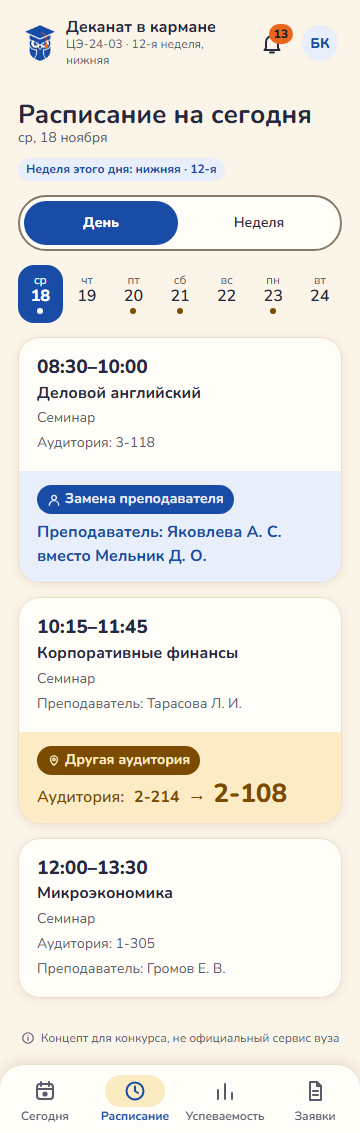 Деканат в кармане
ЦЭ-24-03 · 12-я неделя,
нижняя
13
БК
Расписание на сегодня
ср, 18 ноября
Неделя этого дня: нижняя · 12-я
День
Неделя
ср
чт
пт
сб
вс
пн
вт
18
19
20
21
22
23
24
08:30–10:00
Деловой английский
Семинар
Аудитория: 3-118
Замена преподавателя
Преподаватель: Яковлева А. С.
вместо Мельник Д. О.
10:15–11:45
Корпоративные финансы
Семинар
Преподаватель: Тарасова Л. И.
Другая аудитория
Аудитория: 2-214 → 2-108
12:00–13:30
Микроэкономика
Семинар
Аудитория: 1-305
Преподаватель: Громов Е. В.
Концепт для конкурса, не официальный сервис вуза
Сегодня
Расписание
Успеваемость
Заявки